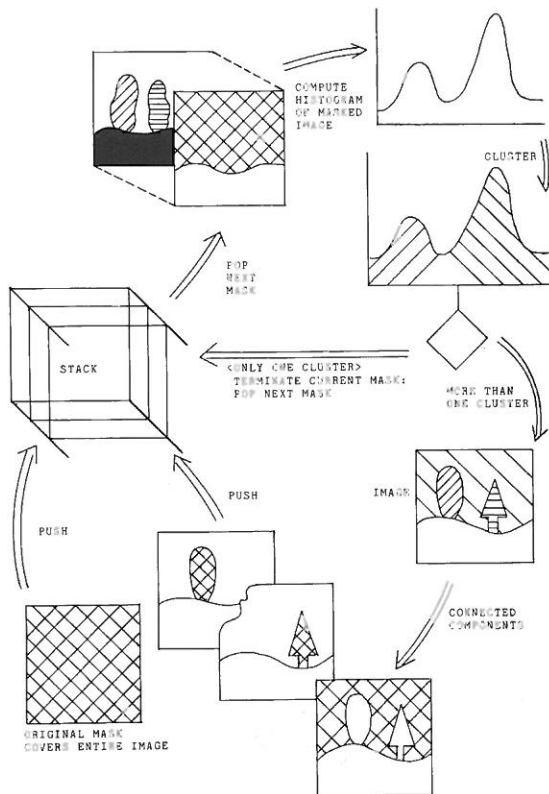 COMPUTE
HISTOGRAM
OF MASKED
IMAGE
CLUSTER
POP
NEXT
MASK
STACK
<ONLY ONE CLUSTER>
TERMINATE CURRENT MASK:
POP NEXT MASK
MORE THAN
ONE CLUSTER
IMAGE
PUSH
PUSH
CONNECTED
COMPONENTS
ORIGINAL MASK
COVERS ENTIRE IMAGE